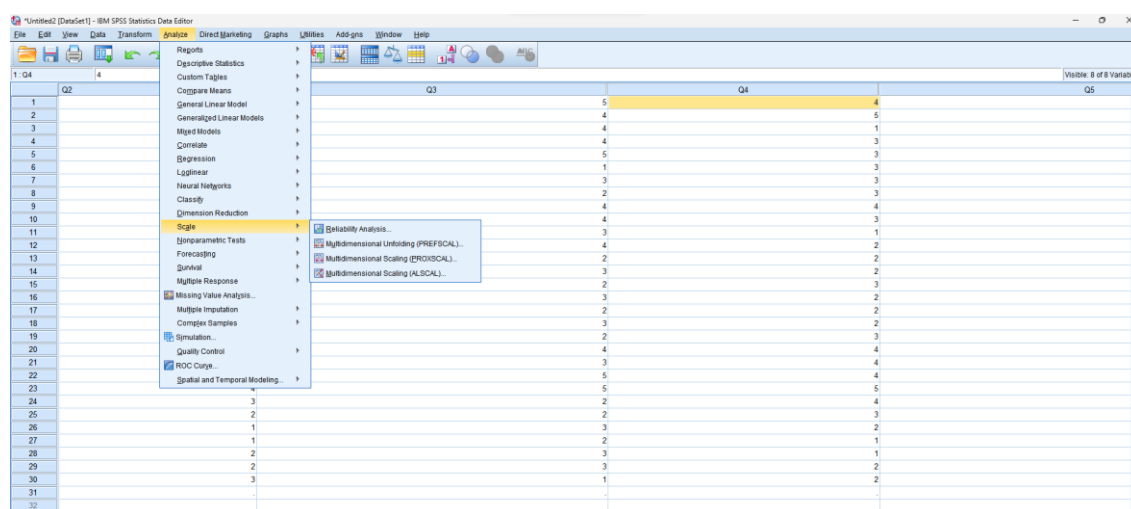 *Untitled2 [DataSet1] - IBM SPSS Statistics Data Editor
File Edit View Data Transform Analyze Direct Marketing Graphs Utilities Add-ons Window Help
1 : Q4 4 Visible: 8 of 8 Variab
Q2 Q3 Q4 Q5
Reports
Descriptive Statistics
Custom Tables
Compare Means
General Linear Model
Generalized Linear Models
Mixed Models
Correlate
Regression
Loglinear
Neural Networks
Classify
Dimension Reduction
Scale
Nonparametric Tests
Forecasting
Survival
Multiple Response
Missing Value Analysis...
Multiple Imputation
Complex Samples
Simulation...
Quality Control
ROC Curve...
Spatial and Temporal Modeling...
Reliability Analysis...
Multidimensional Unfolding (PREFSCAL)...
Multidimensional Scaling (PROXSCAL)...
Multidimensional Scaling (ALSCAL)...
1 5 4
2 4 5
3 4 1
4 4 3
5 5 3
6 1 3
7 3 3
8 2 3
9 4 4
10 4 3
11 3 1
12 4 2
13 2 2
14 3 2
15 2 3
16 3 2
17 2 2
18 3 2
19 2 3
20 4 4
21 3 4
22 5 4
23 4 5 5
24 3 2 4
25 2 2 3
26 1 3 2
27 1 2 1
28 2 3 1
29 2 3 2
30 3 1 2
31 . . .
32